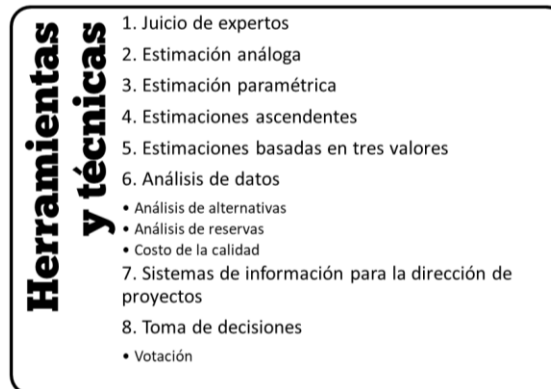 Herramientas
y técnicas
1. Juicio de expertos
2. Estimación análoga
3. Estimación paramétrica
4. Estimaciones ascendentes
5. Estimaciones basadas en tres valores
6. Análisis de datos
• Análisis de alternativas
• Análisis de reservas
• Costo de la calidad
7. Sistemas de información para la dirección de
proyectos
8. Toma de decisiones
• Votación